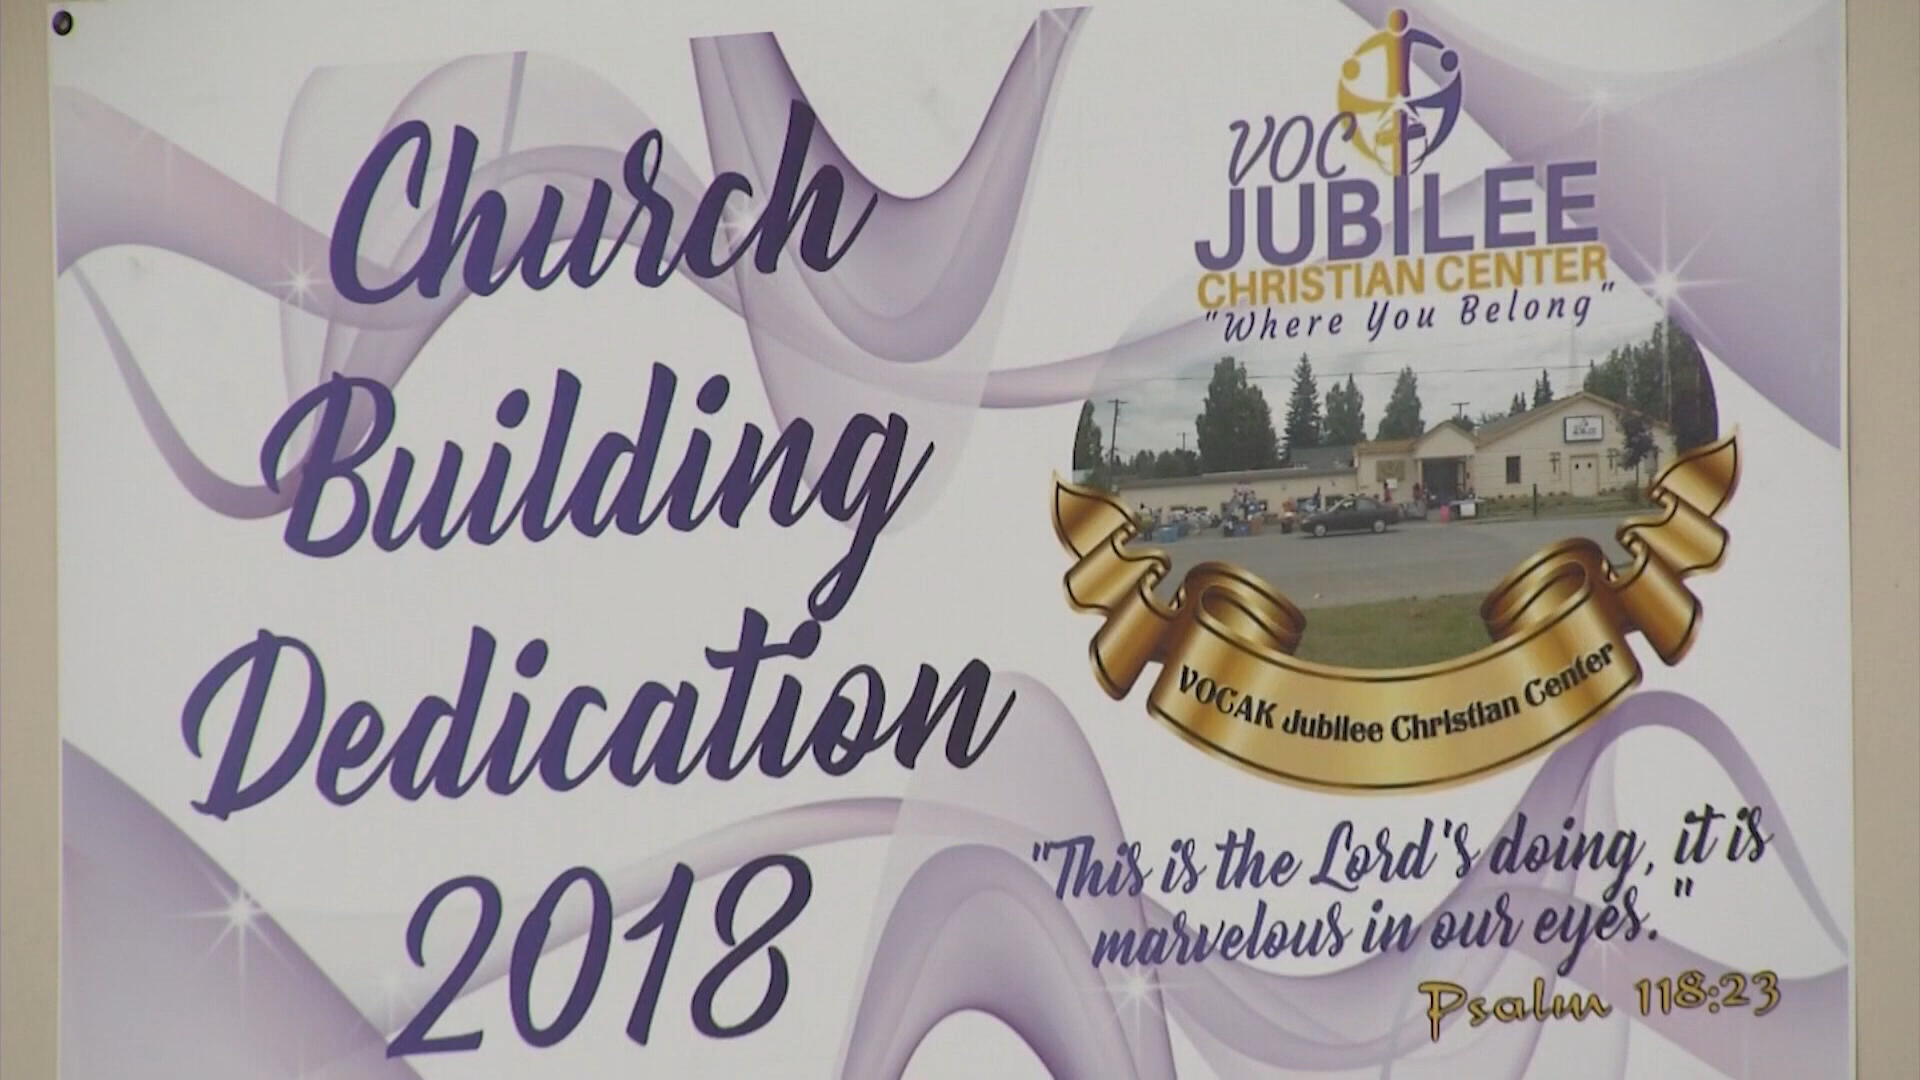 Church
Building
Dedication
2018
VOC
JUBILEE
CHRISTIAN CENTER
"Where You Belong"
VOCAK Jubilee Christian Center
"This is the Lord's doing, it is
marvelous in our eyes."
Psalm 118:23